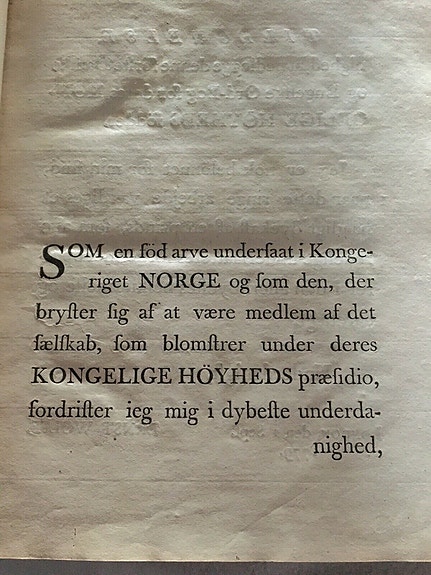 SOM en föd arve underſaat i Konge-
riget NORGE og ſom den, der
bryſter ſig af at være medlem af det
ſælſkab, ſom blomſtrer under deres
KONGELIGE HÖYHEDS præſidio,
fordriſter ieg mig i dybeſte underda-
nighed,